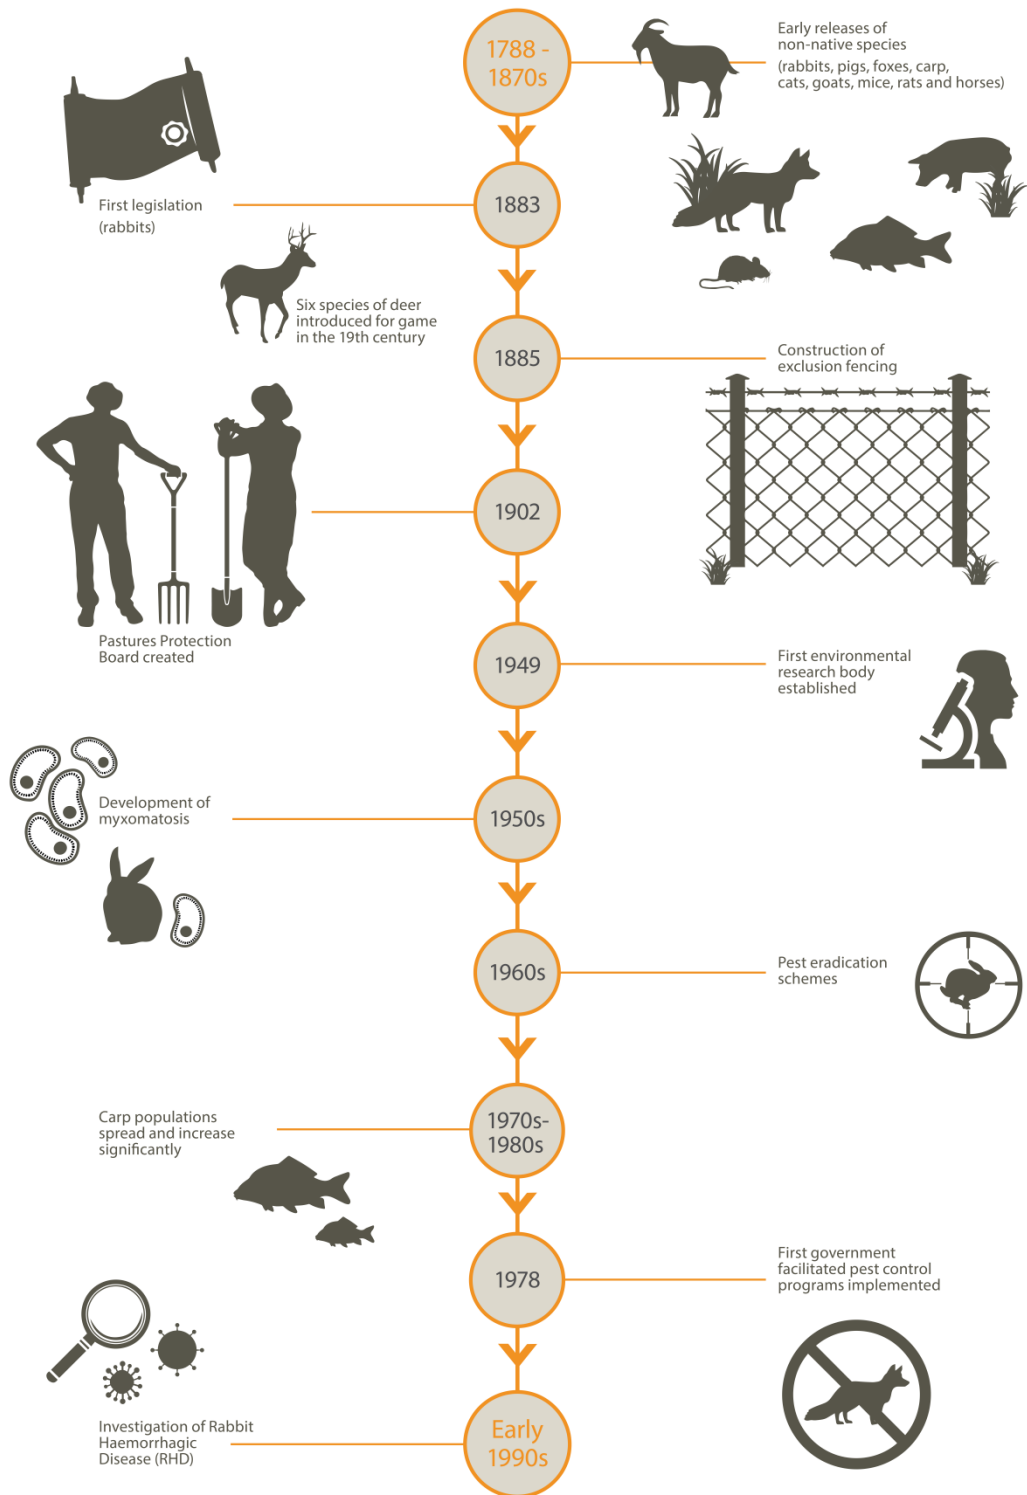 1788 -
1870s
Early releases of
non-native species
(rabbits, pigs, foxes, carp,
cats, goats, mice, rats and horses)
1883
First legislation
(rabbits)
Six species of deer
introduced for game
in the 19th century
1885
Construction of
exclusion fencing
1902
Pastures Protection
Board created
1949
First environmental
research body
established
1950s
Development of
myxomatosis
1960s
Pest eradication
schemes
1970s-
1980s
Carp populations
spread and increase
significantly
1978
First government
facilitated pest control
programs implemented
Early
1990s
Investigation of Rabbit
Haemorrhagic
Disease (RHD)